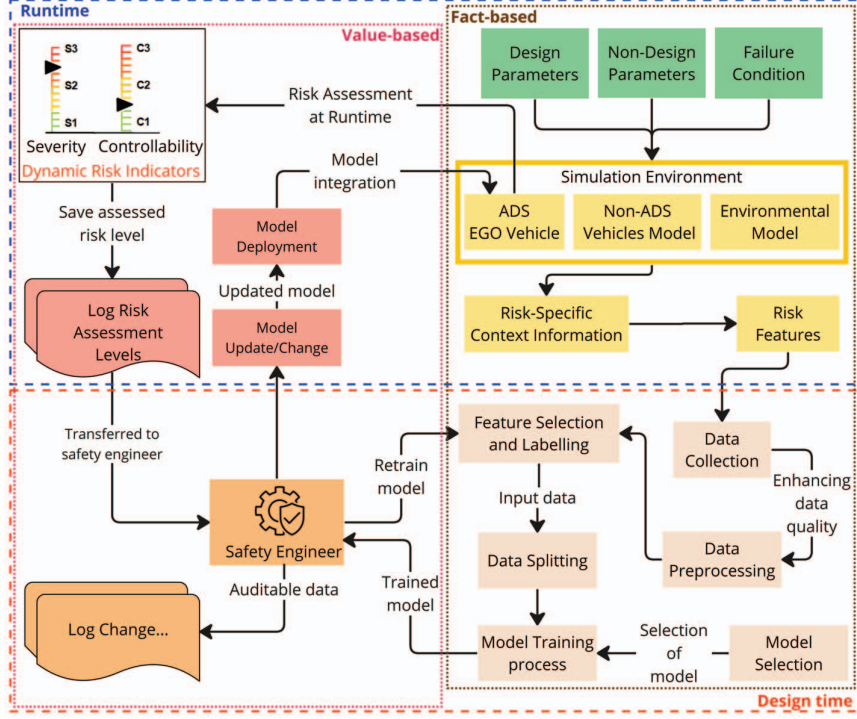 Runtime
Value-based
Fact-based
S3
S2
S1
C3
C2
C1
Severity
Controllability
Dynamic Risk Indicators
Risk Assessment
at Runtime
Model
integration
Design
Parameters
Non-Design
Parameters
Failure
Condition
Simulation Environment
ADS
EGO Vehicle
Non-ADS
Vehicles Model
Environmental
Model
Save assessed
risk level
Model
Deployment
Updated model
Model
Update/Change
Log Risk
Assessment
Levels
Risk-Specific
Context Information
Risk
Features
Transferred to
safety engineer
Retrain
model
Feature Selection
and Labelling
Data
Collection
Enhancing
data
quality
Input data
Safety Engineer
Data Splitting
Data
Preprocessing
Auditable data
Trained
model
Log Change...
Model Training
process
Selection
of
model
Model
Selection
Design time